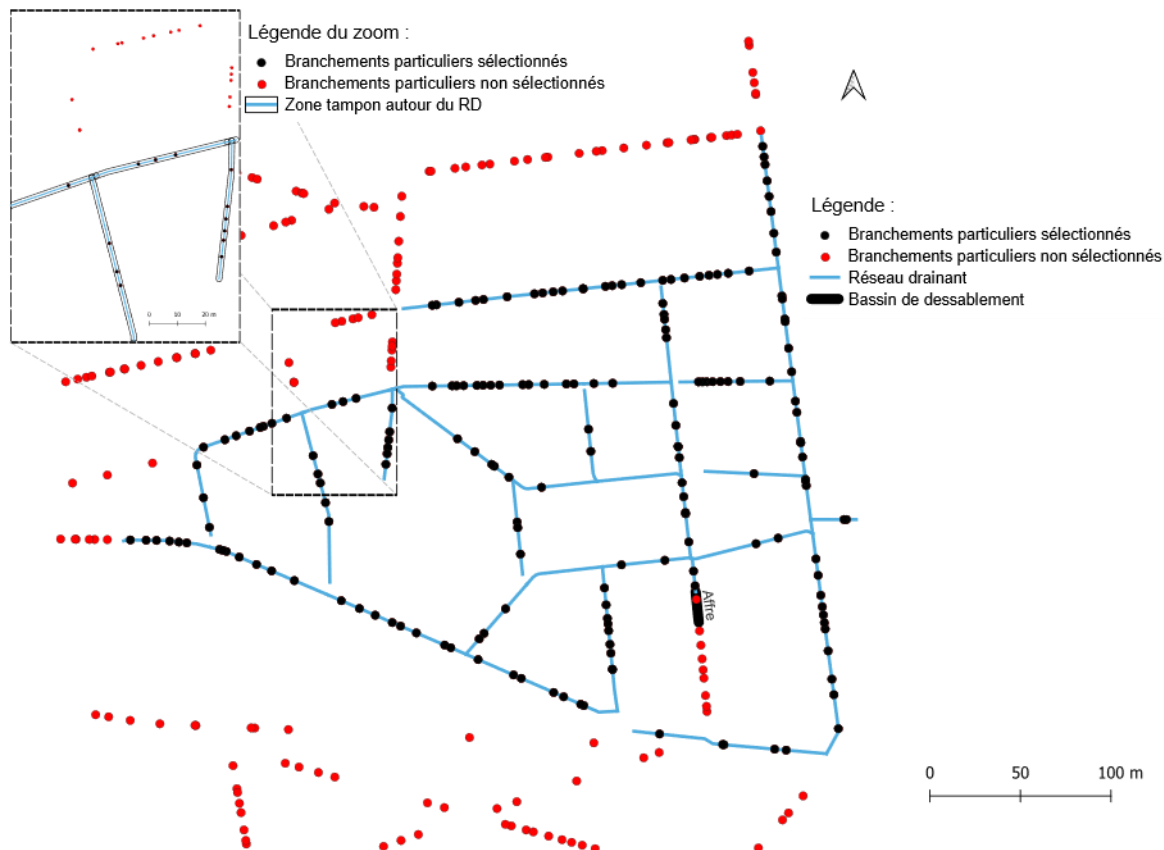 Légende du zoom :
Branchements particuliers sélectionnés
Branchements particuliers non sélectionnés
Zone tampon autour du RD
0 10 20 m
Légende :
Branchements particuliers sélectionnés
Branchements particuliers non sélectionnés
Réseau drainant
Bassin de dessablement
Affre
0 50 100 m